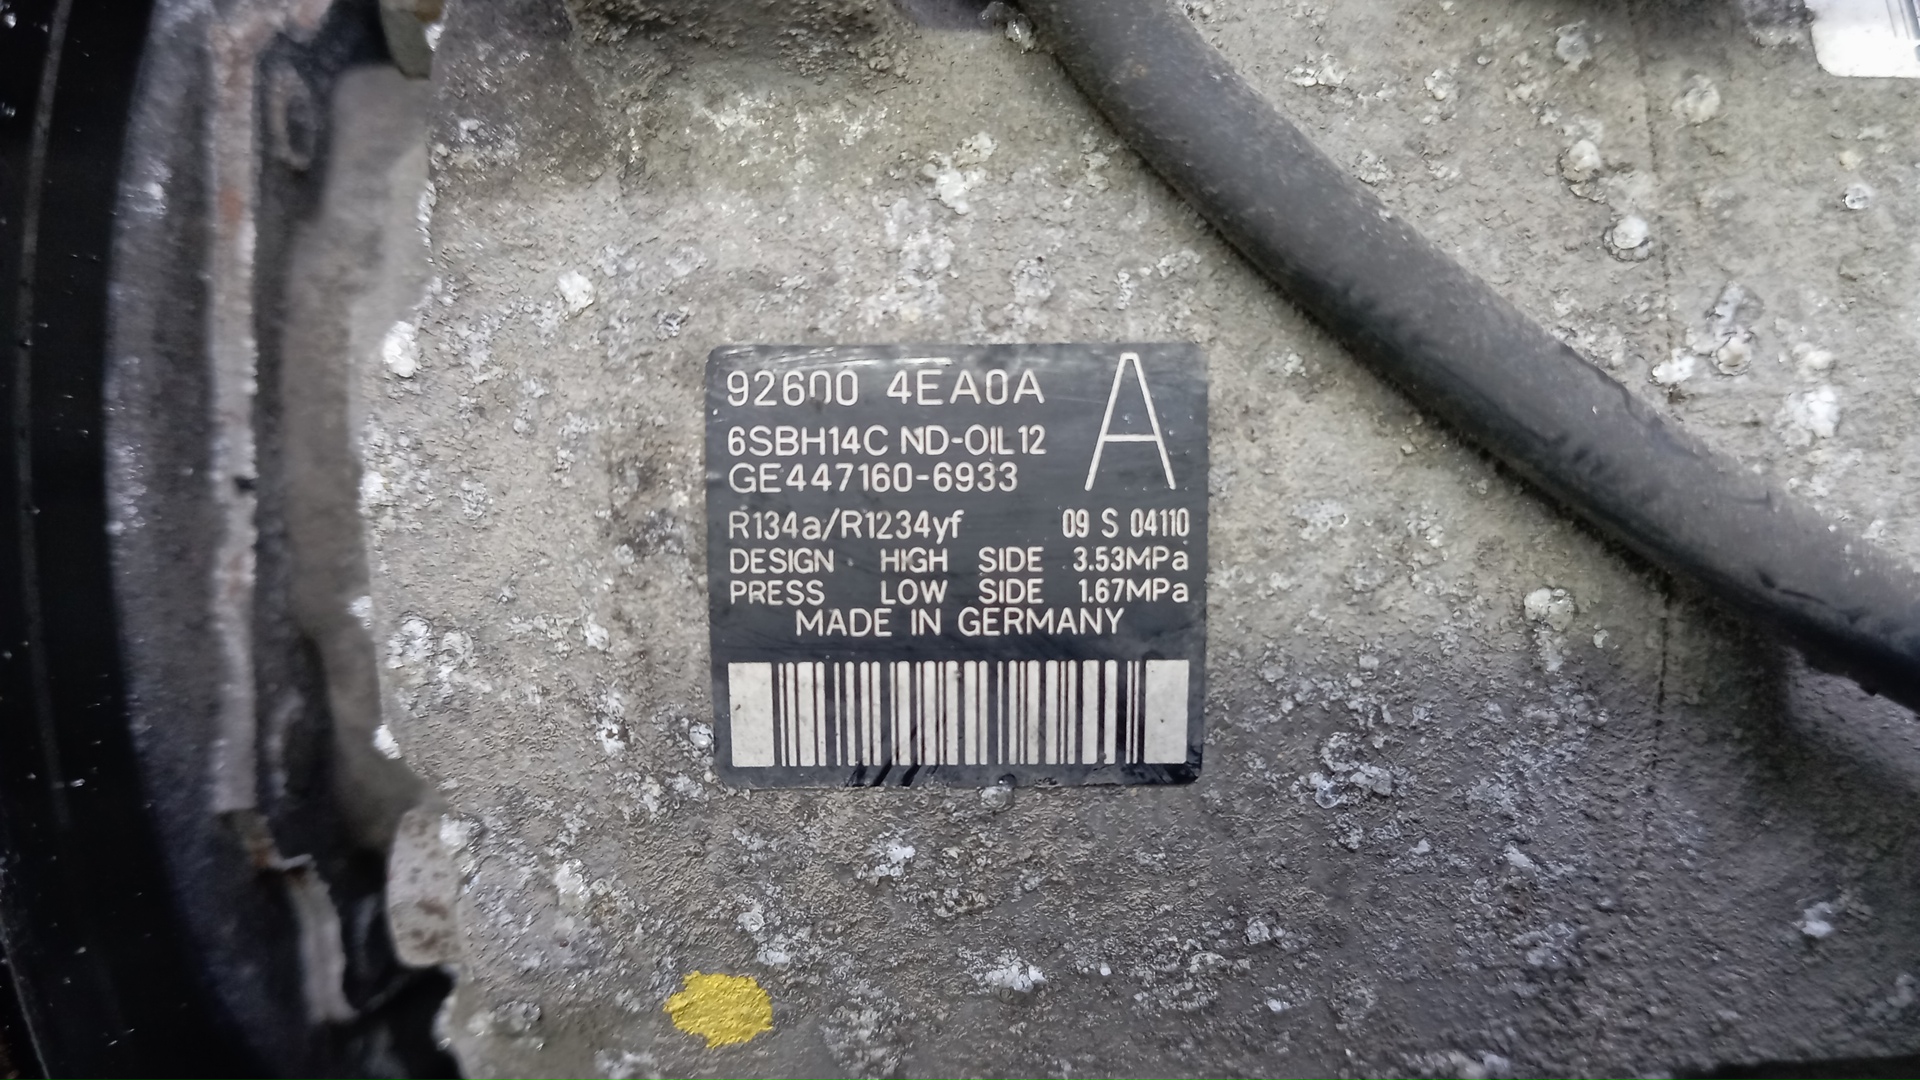 92600 4EA0A A
6SBH14C ND-OIL12
GE447160-6933
R134a/R1234yf 09 S 04110
DESIGN HIGH SIDE 3.53MPa
PRESS LOW SIDE 1.67MPa
MADE IN GERMANY